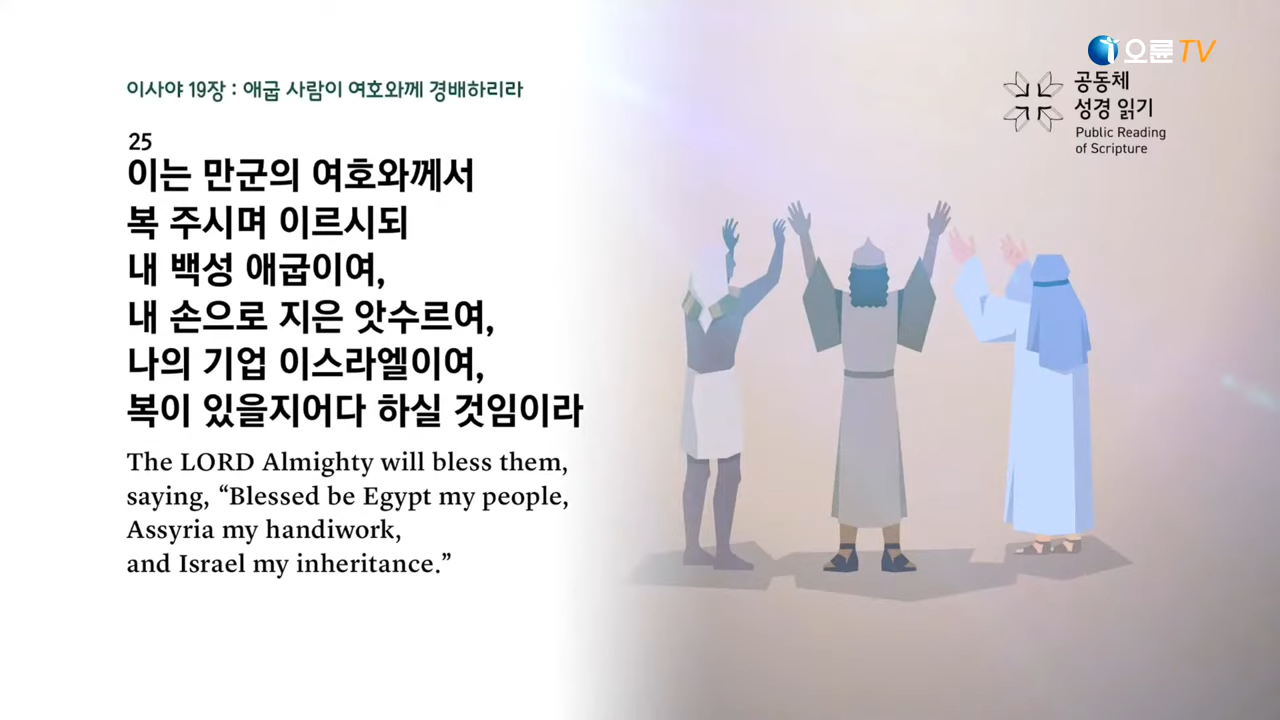 오륜TV
이사야 19장 : 애굽 사람이 여호와께 경배하리라
공동체
성경 읽기
Public Reading
of Scripture
25
이는 만군의 여호와께서
복 주시며 이르시되
내 백성 애굽이여,
내 손으로 지은 앗수르여,
나의 기업 이스라엘이여,
복이 있을지어다 하실 것임이라
The LORD Almighty will bless them,
saying, “Blessed be Egypt my people,
Assyria my handiwork,
and Israel my inheritance.”